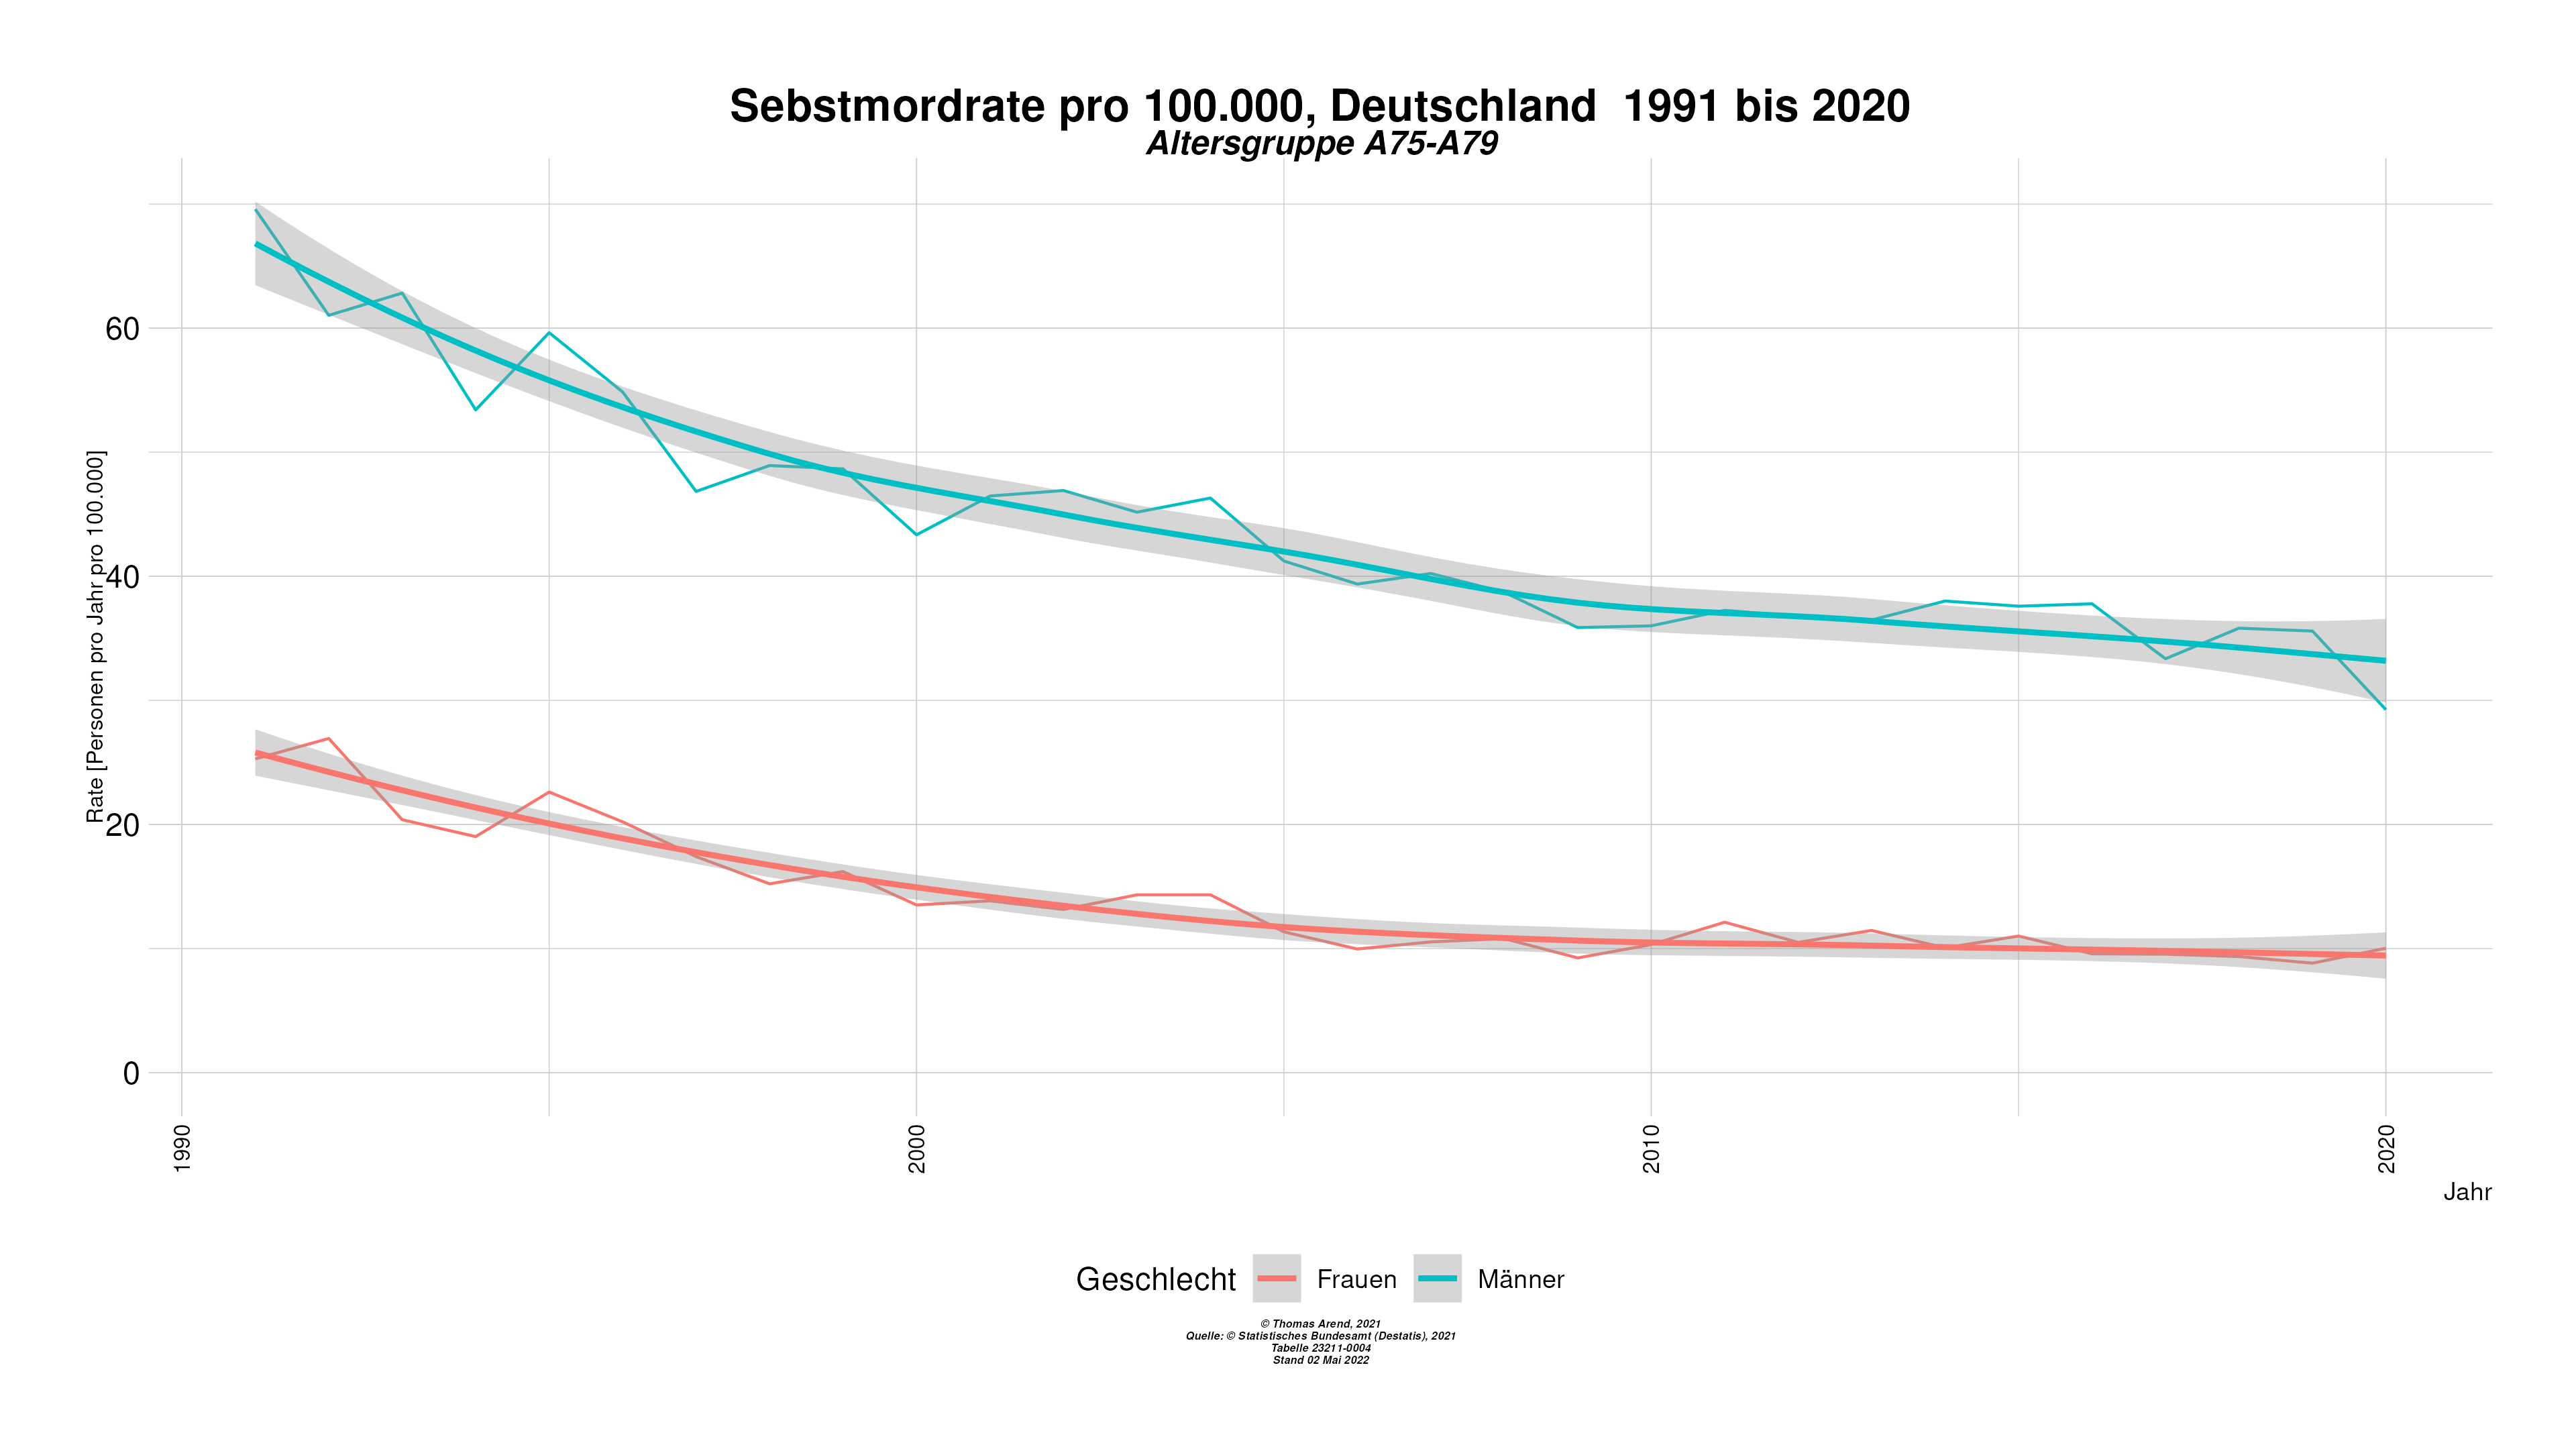 Sebstmordrate pro 100.000, Deutschland  1991 bis 2020
Altersgruppe A75-A79
Rate [Personen pro Jahr pro 100.000]
60
40
20
0
1990
2000
2010
2020
Jahr
Geschlecht
Frauen
Männer
© Thomas Arend, 2021
Quelle: © Statistisches Bundesamt (Destatis), 2021
Tabelle 23211-0004
Stand 02 Mai 2022